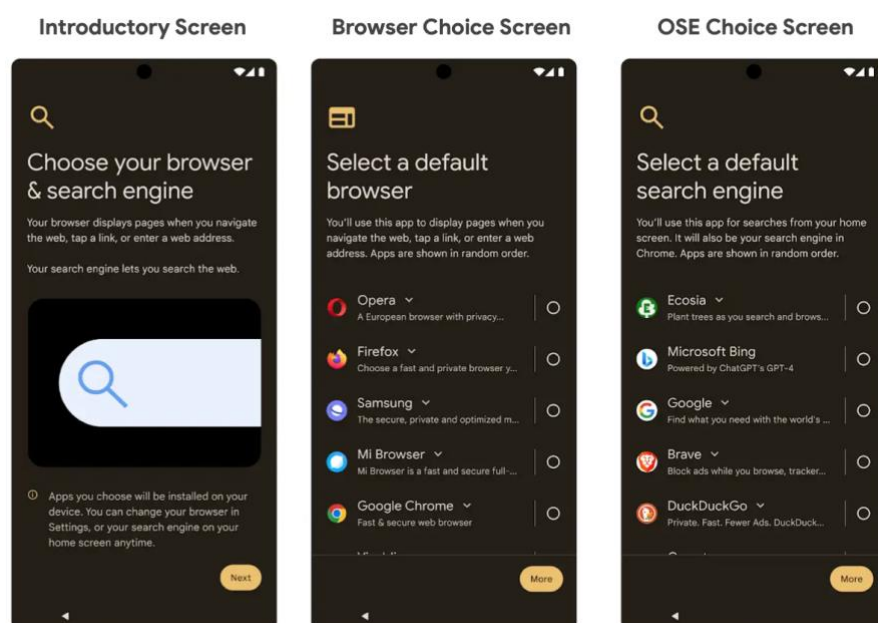 Introductory Screen
Choose your browser
& search engine
Your browser displays pages when you navigate
the web, tap a link, or enter a web address.
Your search engine lets you search the web.
Apps you choose will be installed on your
device. You can change your browser in
Settings, or your search engine on your
home screen anytime.
Next
Browser Choice Screen
Select a default
browser
You'll use this app to display pages when you
navigate the web, tap a link, or enter a web
address. Apps are shown in random order.
Opera
A European browser with privacy...
Firefox
Choose a fast and private browser y...
Samsung
The secure, private and optimized m...
Mi Browser
Mi Browser is a fast and secure full-...
Google Chrome
Fast & secure web browser
More
OSE Choice Screen
Select a default
search engine
You'll use this app for searches from your home
screen. It will also be your search engine in
Chrome. Apps are shown in random order.
Ecosia
Plant trees as you search and brows...
Microsoft Bing
Powered by ChatGPT's GPT-4
Google
Find what you need with the world's ...
Brave
Block ads while you browse, tracker...
DuckDuckGo
Private. Fast. Fewer Ads. DuckDuck...
More